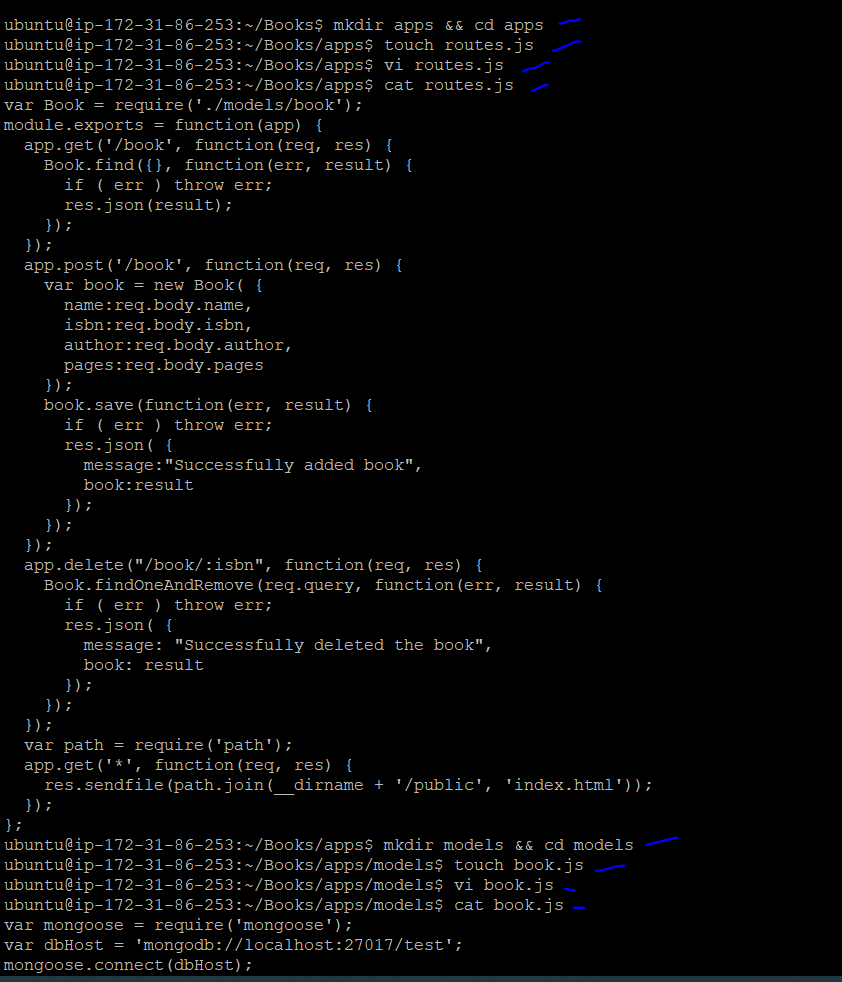 ubuntu@ip-172-31-86-253:~/Books$ mkdir apps && cd apps
ubuntu@ip-172-31-86-253:~/Books/apps$ touch routes.js
ubuntu@ip-172-31-86-253:~/Books/apps$ vi routes.js
ubuntu@ip-172-31-86-253:~/Books/apps$ cat routes.js
var Book = require('./models/book');
module.exports = function(app) {
  app.get('/book', function(req, res) {
    Book.find({}, function(err, result) {
      if ( err ) throw err;
      res.json(result);
    });
  });
  app.post('/book', function(req, res) {
    var book = new Book( {
      name:req.body.name,
      isbn:req.body.isbn,
      author:req.body.author,
      pages:req.body.pages
    });
    book.save(function(err, result) {
      if ( err ) throw err;
      res.json( {
        message:"Successfully added book",
        book:result
      });
    });
  });
  app.delete("/book/:isbn", function(req, res) {
    Book.findOneAndRemove(req.query, function(err, result) {
      if ( err ) throw err;
      res.json( {
        message: "Successfully deleted the book",
        book: result
      });
    });
  });
  var path = require('path');
  app.get('*', function(req, res) {
    res.sendfile(path.join(__dirname + '/public', 'index.html'));
  });
};
ubuntu@ip-172-31-86-253:~/Books/apps$ mkdir models && cd models
ubuntu@ip-172-31-86-253:~/Books/apps/models$ touch book.js
ubuntu@ip-172-31-86-253:~/Books/apps/models$ vi book.js
ubuntu@ip-172-31-86-253:~/Books/apps/models$ cat book.js
var mongoose = require('mongoose');
var dbHost = 'mongodb://localhost:27017/test';
mongoose.connect(dbHost);